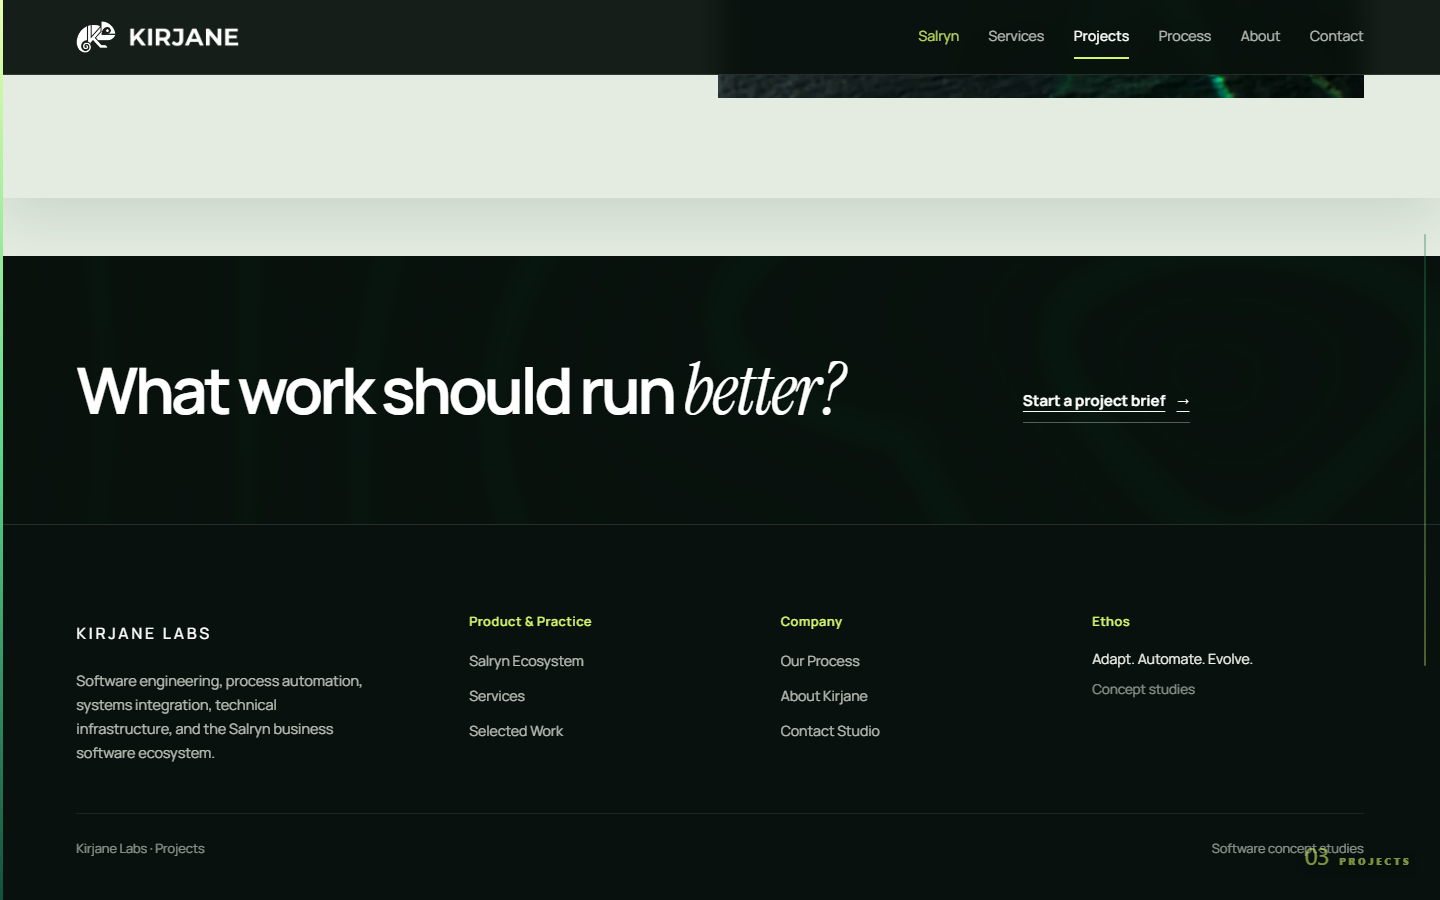 KIRJANE
Salryn Services Projects Process About Contact
What work should run better?
Start a project brief →
KIRJANE LABS
Software engineering, process automation,
systems integration, technical
infrastructure, and the Salryn business
software ecosystem.
Product & Practice
Salryn Ecosystem
Services
Selected Work
Company
Our Process
About Kirjane
Contact Studio
Ethos
Adapt. Automate. Evolve.
Concept studies
Kirjane Labs · Projects
Software concept studies
03 PROJECTS